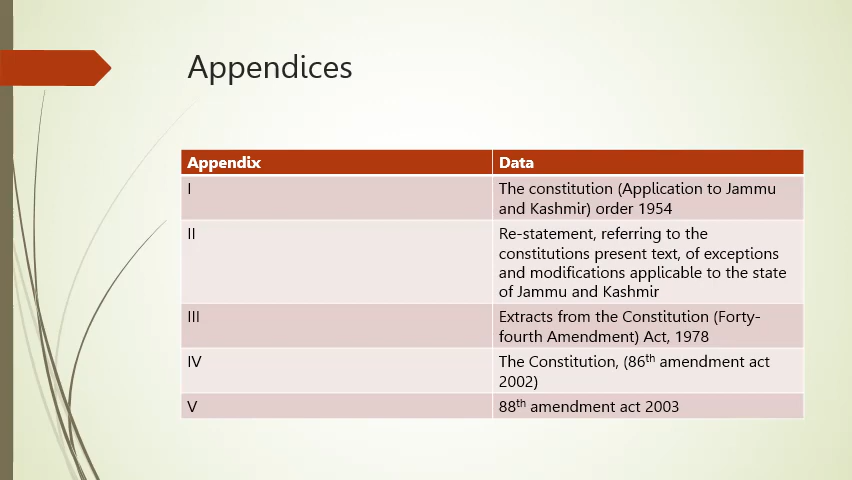 Appendices
Appendix Data
I The constitution (Application to Jammu
and Kashmir) order 1954
II Re-statement, referring to the
constitutions present text, of exceptions
and modifications applicable to the state
of Jammu and Kashmir
III Extracts from the Constitution (Forty-
fourth Amendment) Act, 1978
IV The Constitution, (86th amendment act
2002)
V 88th amendment act 2003